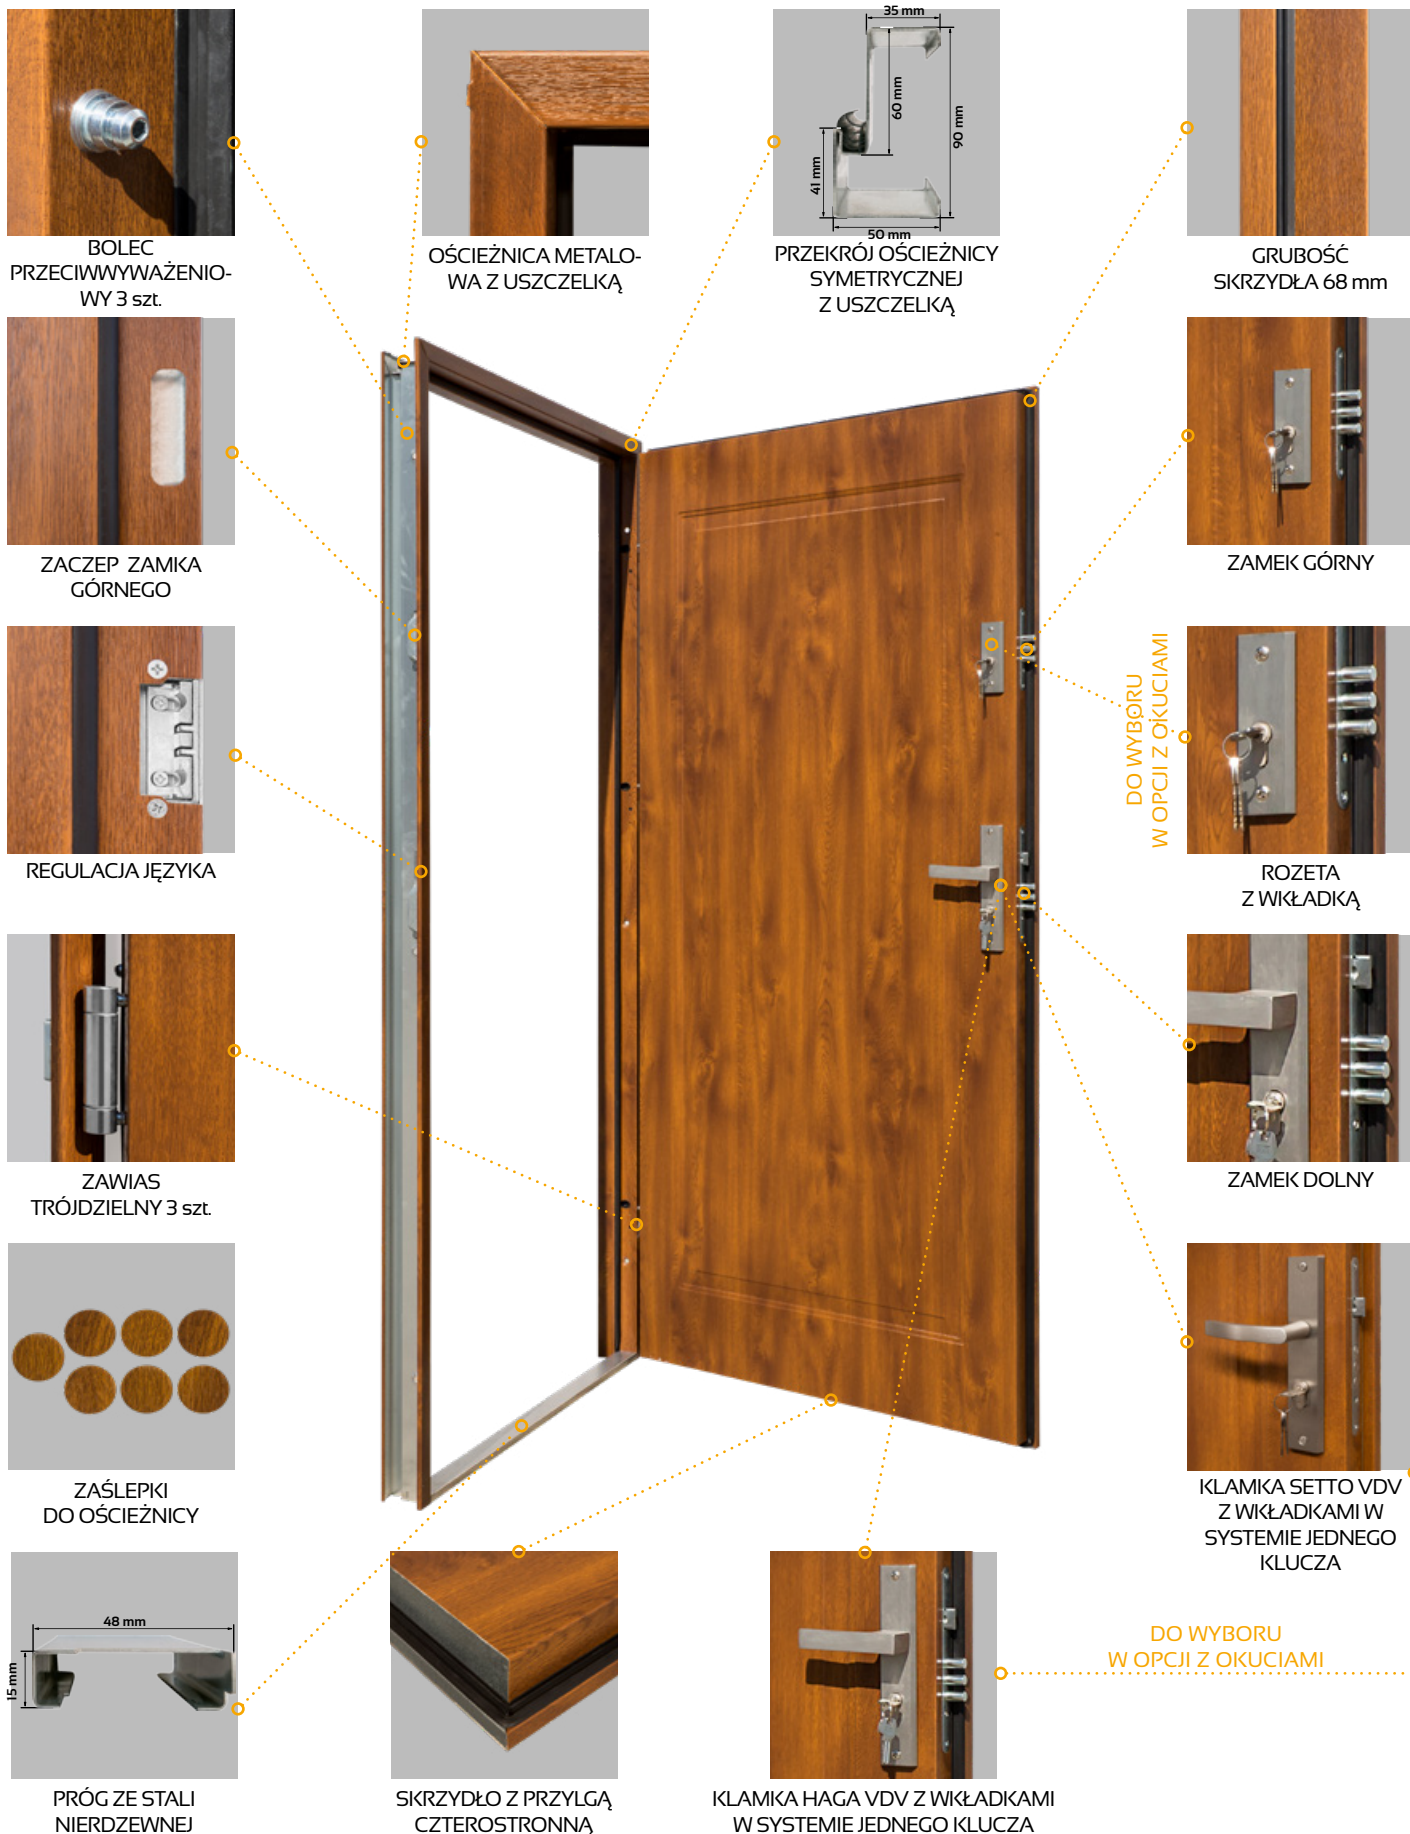 BOLEC
PRZECIWWYWAŻENIO-
WY 3 szt.
OŚCIEŻNICA METALO-
WA Z USZCZELKĄ
35 mm
60 mm
90 mm
41 mm
50 mm
PRZEKRÓJ OŚCIEŻNICY
SYMETRYCZNEJ
Z USZCZELKĄ
GRUBOŚĆ
SKRZYDŁA 68 mm
ZACZEP ZAMKA
GÓRNEGO
ZAMEK GÓRNY
REGULACJA JĘZYKA
DO WYBORU
W OPCJI Z OKUCIAMI
ROZETA
Z WKŁADKĄ
ZAWIAS
TRÓJDZIELNY 3 szt.
ZAMEK DOLNY
ZAŚLEPKI
DO OŚCIEŻNICY
KLAMKA SETTO VDV
Z WKŁADKAMI W
SYSTEMIE JEDNEGO
KLUCZA
48 mm
15 mm
PRÓG ZE STALI
NIERDZEWNEJ
SKRZYDŁO Z PRZYLGĄ
CZTEROSTRONNĄ
KLAMKA HAGA VDV Z WKŁADKAMI
W SYSTEMIE JEDNEGO KLUCZA
DO WYBORU
W OPCJI Z OKUCIAMI